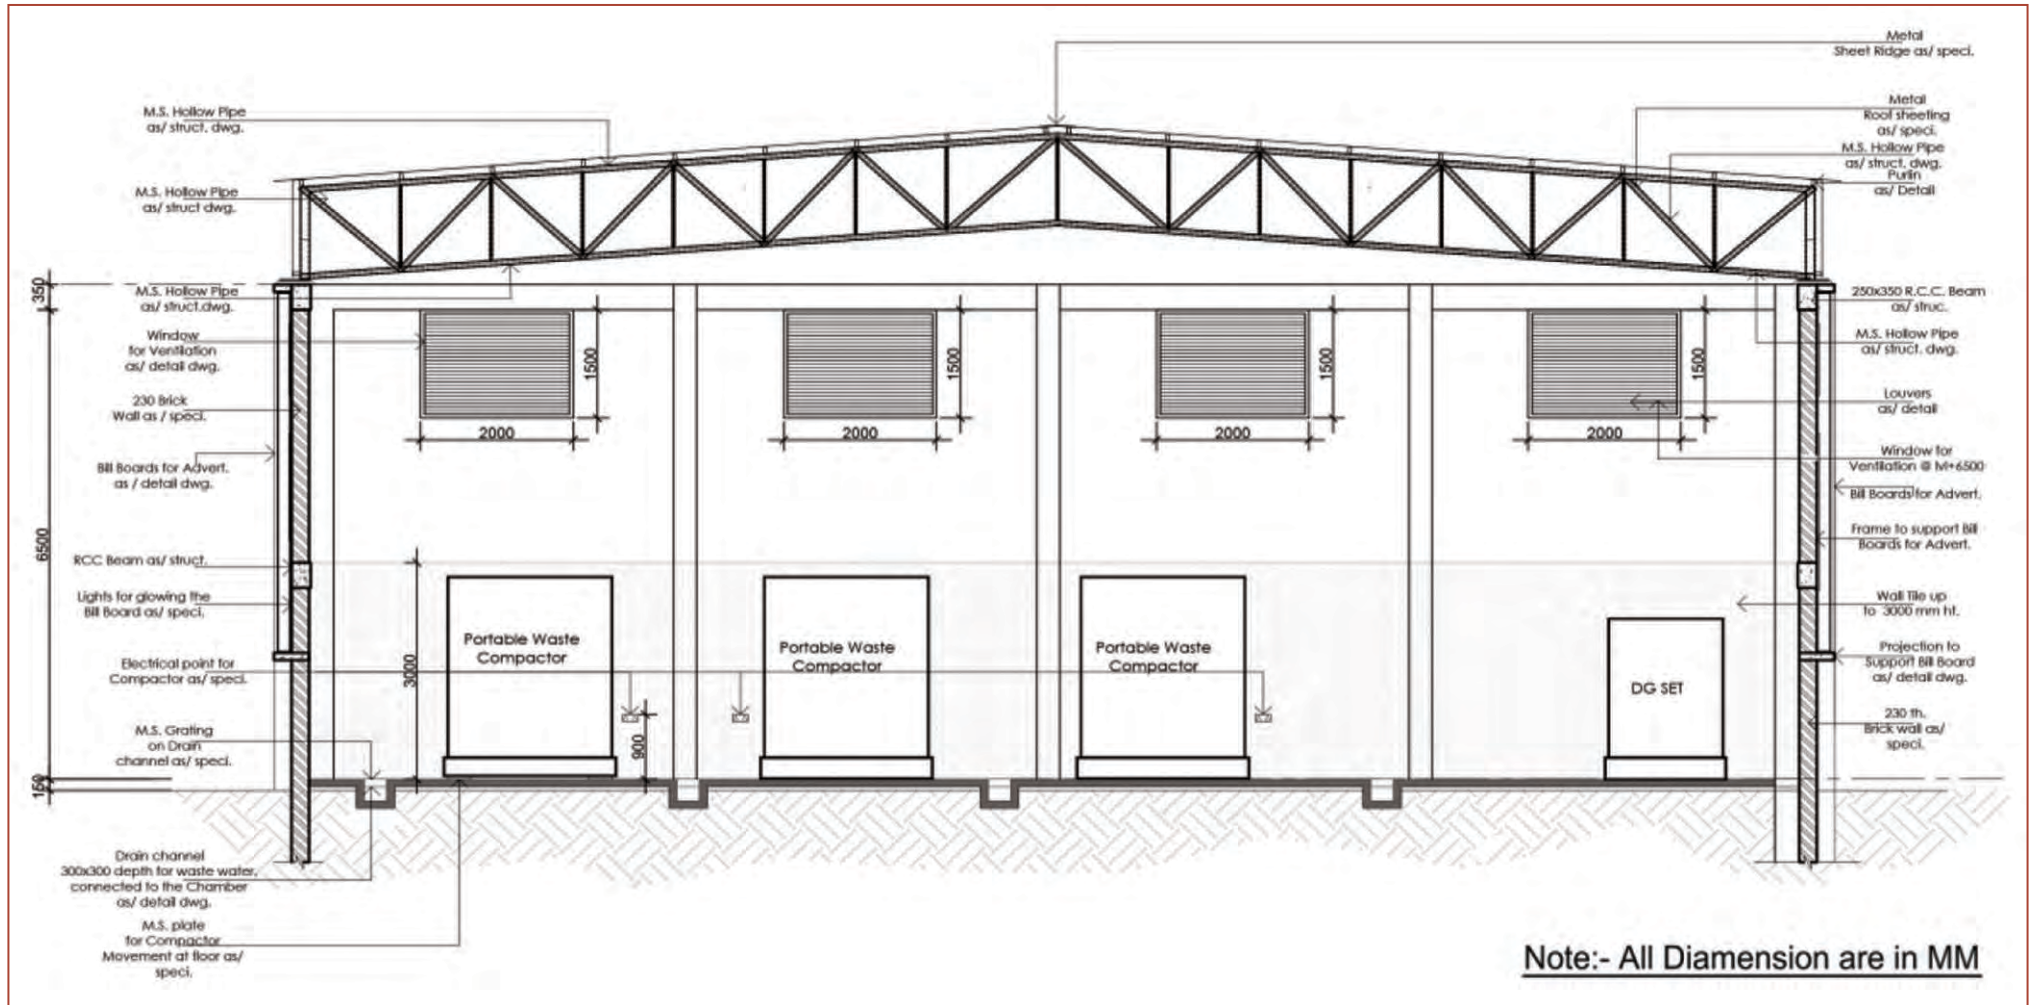 Metal
Sheet Ridge as/ speci.
M.S. Hollow Pipe
as/ struct. dwg.
Metal
Roof sheeting
as/ speci.
M.S. Hollow Pipe
as/ struct. dwg.
Purlin
as/ Detail
M.S. Hollow Pipe
as/ struct dwg.
350
M.S. Hollow Pipe
as/ struct.dwg.
250x350 R.C.C. Beam
as/ struc.
Window
for Ventilation
as/ detail dwg.
M.S. Hollow Pipe
as/ struct. dwg.
1500
1500
1500
1500
2000
2000
2000
2000
230 Brick
Wall as / speci.
Louvers
as/ detail
Bill Boards for Advert.
as / detail dwg.
Window for
Ventilation @ lvl+6500
Bill Boards for Advert.
6500
Frame to support Bill
Boards for Advert.
RCC Beam as/ struct.
Lights for glowing the
Bill Board as/ speci.
Wall Tile up
to 3000 mm ht.
Portable Waste
Compactor
Portable Waste
Compactor
Portable Waste
Compactor
DG SET
3000
900
Electrical point for
Compactor as/ speci.
Projection to
Support Bill Board
as/ detail dwg.
M.S. Grating
on Drain
channel as/ speci.
230 th.
Brick wall as/
speci.
150
Drain channel
300x300 depth for waste water,
connected to the Chamber
as/ detail dwg.
M.S. plate
for Compactor
Movement at floor as/
speci.
Note:- All Diamension are in MM